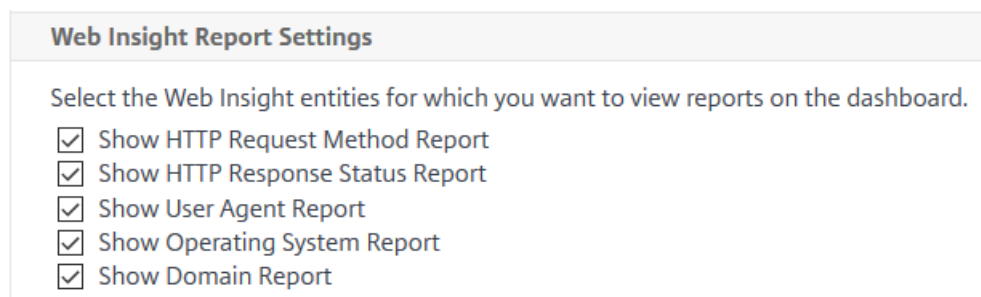 Web Insight Report Settings
Select the Web Insight entities for which you want to view reports on the dashboard.
Show HTTP Request Method Report
Show HTTP Response Status Report
Show User Agent Report
Show Operating System Report
Show Domain Report